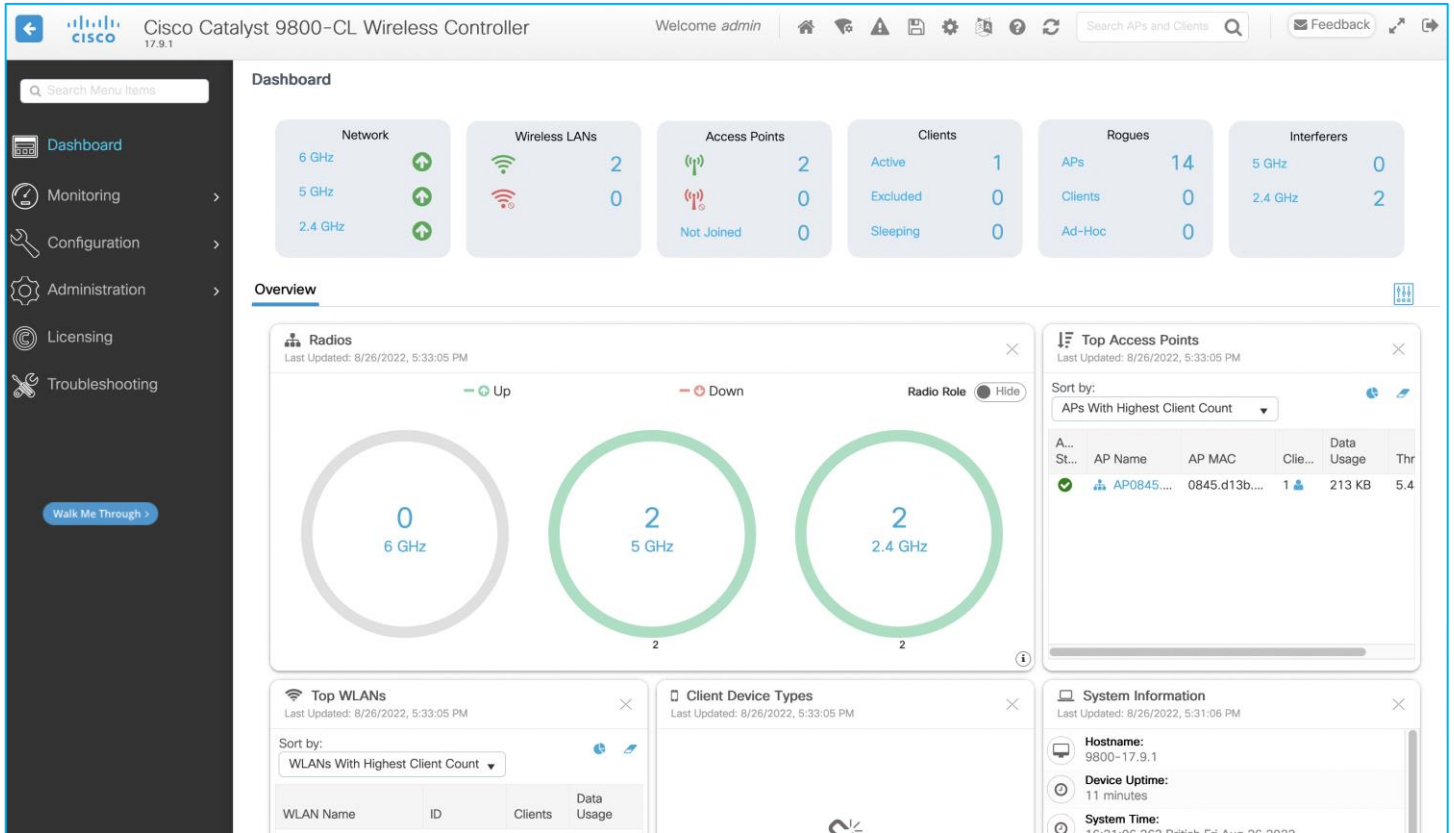 CISCO
Cisco Catalyst 9800-CL Wireless Controller
17.9.1
Welcome admin
Search APs and Clients
Feedback
Search Menu Items
Dashboard
Monitoring
Configuration
Administration
Licensing
Troubleshooting
Walk Me Through >
Dashboard
Network
6 GHz
5 GHz
2.4 GHz
Wireless LANs
2
0
Access Points
2
0
Not Joined 0
Clients
Active 1
Excluded 0
Sleeping 0
Rogues
APs 14
Clients 0
Ad-Hoc 0
Interferers
5 GHz 0
2.4 GHz 2
Overview
Radios
Last Updated: 8/26/2022, 5:33:05 PM
Up
Down
Radio Role Hide
0
6 GHz
2
5 GHz
2
2
2.4 GHz
2
Top Access Points
Last Updated: 8/26/2022, 5:33:05 PM
Sort by:
APs With Highest Client Count
A... St... AP Name AP MAC Clie... Data Usage Thr
AP0845.... 0845.d13b.... 1 213 KB 5.4
Top WLANs
Last Updated: 8/26/2022, 5:33:05 PM
Sort by:
WLANs With Highest Client Count
WLAN Name ID Clients Data Usage
Client Device Types
Last Updated: 8/26/2022, 5:33:05 PM
System Information
Last Updated: 8/26/2022, 5:31:06 PM
Hostname:
9800-17.9.1
Device Uptime:
11 minutes
System Time: